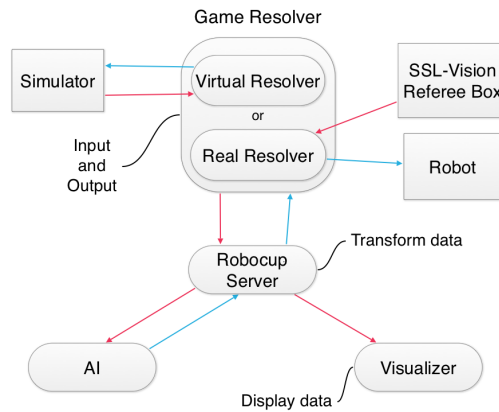 Game Resolver
Simulator
Virtual Resolver
SSL-Vision
Referee Box
or
Input
and
Output
Real Resolver
Robot
Robocup
Server
Transform data
AI
Visualizer
Display data